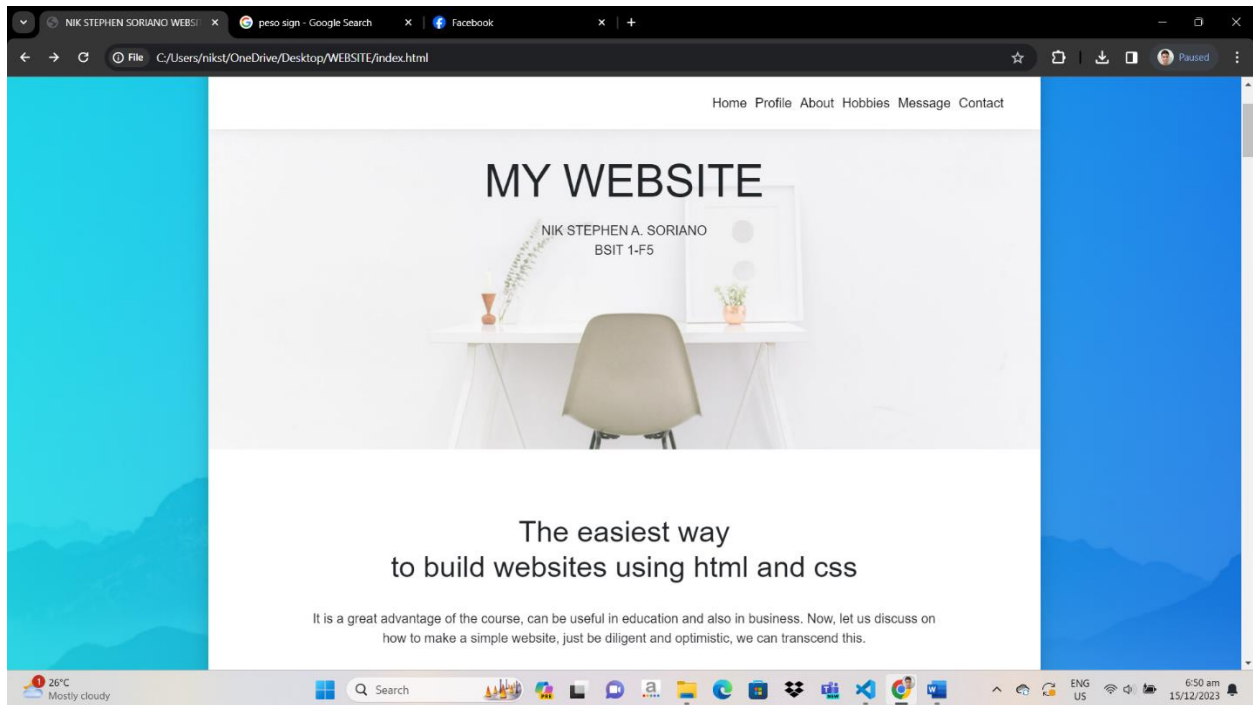 NIK STEPHEN SORIANO WEBSI
peso sign - Google Search
Facebook
File C:/Users/nikst/OneDrive/Desktop/WEBSITE/index.html
Paused
Home Profile About Hobbies Message Contact
MY WEBSITE
NIK STEPHEN A. SORIANO
BSIT 1-F5
The easiest way
to build websites using html and css
It is a great advantage of the course, can be useful in education and also in business. Now, let us discuss on
how to make a simple website, just be diligent and optimistic, we can transcend this.
1
26°C
Mostly cloudy
Search
ENG
US
6:50 am
15/12/2023